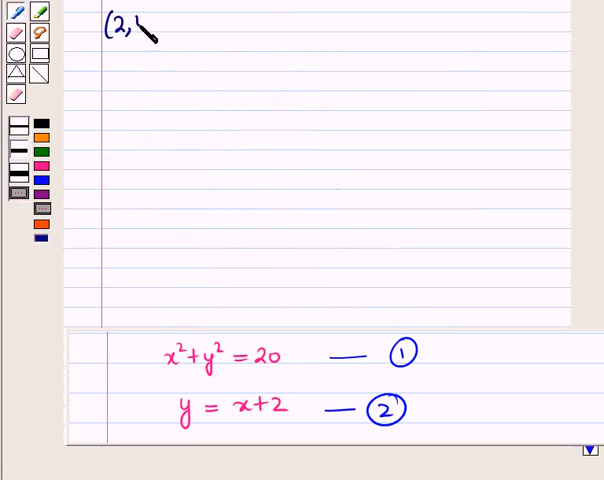 (2,
x² + y² = 20 — ①
y = x + 2 — ②